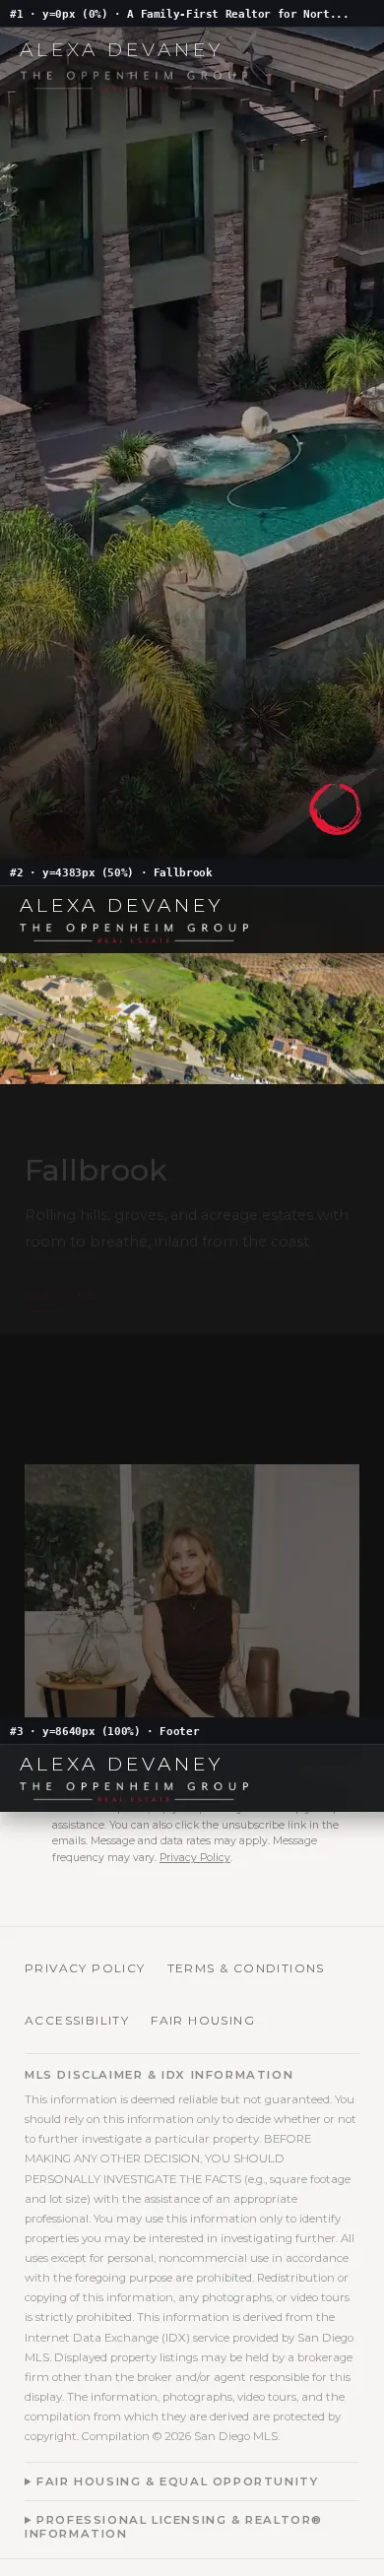 #1 · y=0px (0%) · A Family-First Realtor for Nort...
ALEXA DEVANEY
THE OPPENHEIM GROUP
#2 · y=4383px (50%) · Fallbrook
ALEXA DEVANEY
THE OPPENHEIM GROUP
REAL ESTATE
Fallbrook
Rolling hills, groves, and acreage estates with
room to breathe, inland from the coast.
#3 · y=8640px (100%) · Footer
ALEXA DEVANEY
THE OPPENHEIM GROUP
REAL ESTATE
assistance. You can also click the unsubscribe link in the
emails. Message and data rates may apply. Message
frequency may vary. Privacy Policy.
PRIVACY POLICY TERMS & CONDITIONS
ACCESSIBILITY FAIR HOUSING
MLS DISCLAIMER & IDX INFORMATION
This information is deemed reliable but not guaranteed. You
should rely on this information only to decide whether or not
to further investigate a particular property. BEFORE
MAKING ANY OTHER DECISION, YOU SHOULD
PERSONALLY INVESTIGATE THE FACTS (e.g., square footage
and lot size) with the assistance of an appropriate
professional. You may use this information only to identify
properties you may be interested in investigating further. All
uses except for personal, noncommercial use in accordance
with the foregoing purpose are prohibited. Redistribution or
copying of this information, any photographs, or video tours
is strictly prohibited. This information is derived from the
Internet Data Exchange (IDX) service provided by San Diego
MLS. Displayed property listings may be held by a brokerage
firm other than the broker and/or agent responsible for this
display. The information, photographs, video tours, and the
compilation from which they are derived are protected by
copyright. Compilation © 2026 San Diego MLS.
▸ FAIR HOUSING & EQUAL OPPORTUNITY
▸ PROFESSIONAL LICENSING & REALTOR®
INFORMATION